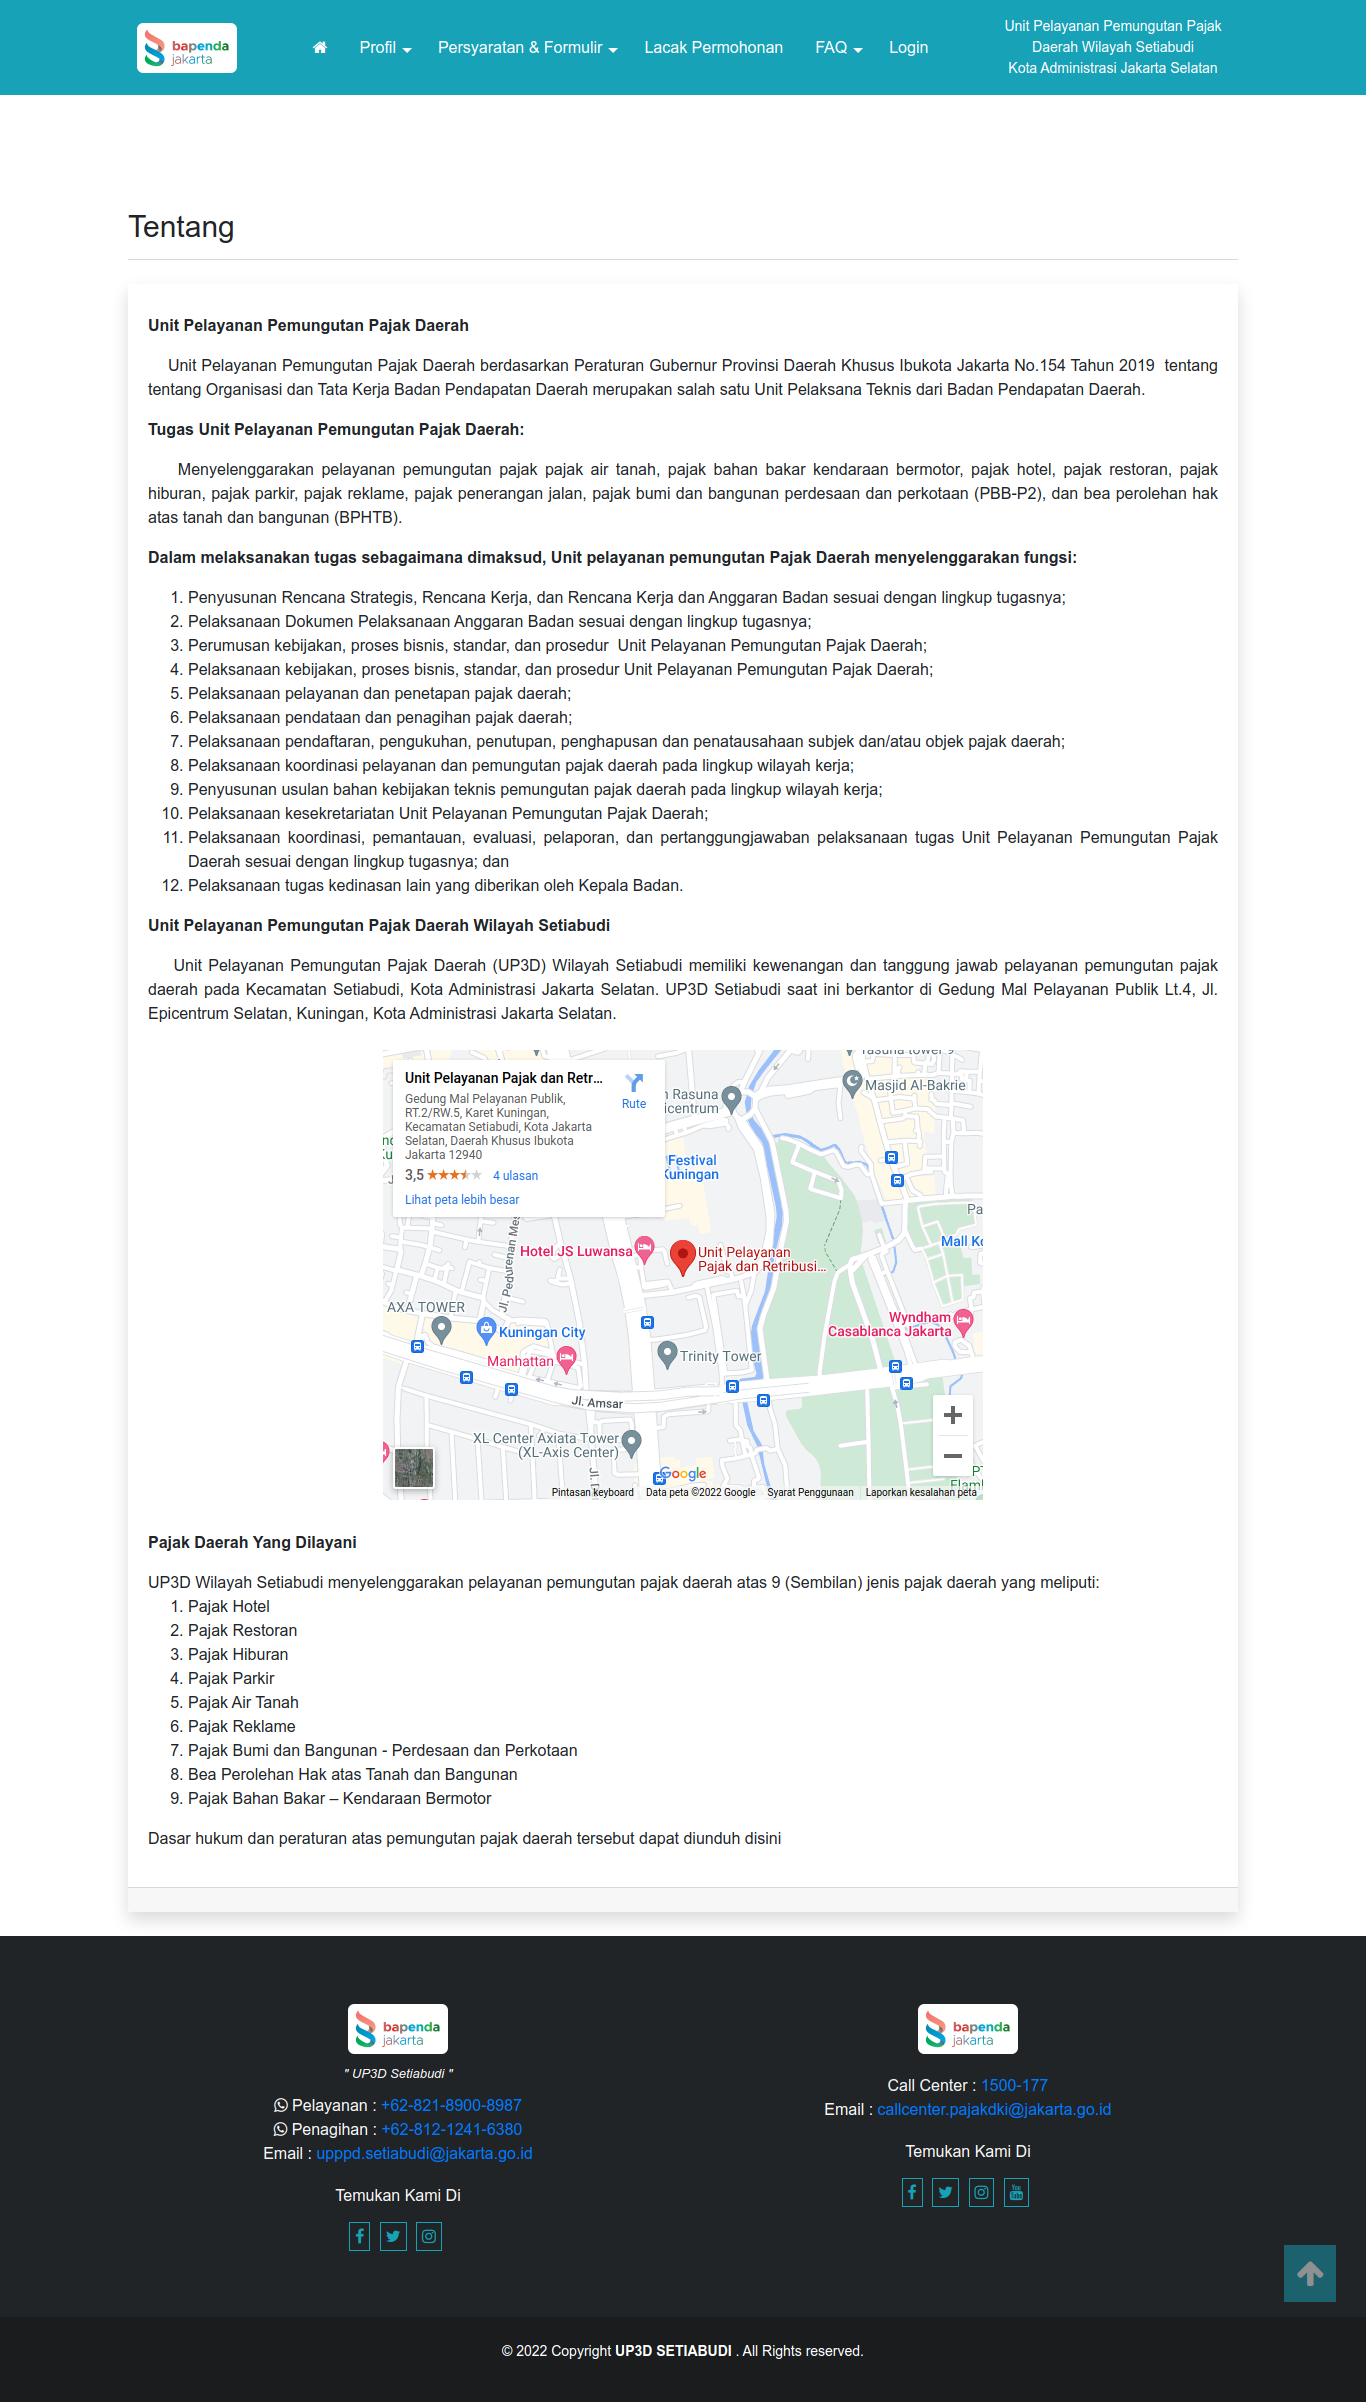 bapenda
jakarta
Profil
Persyaratan & Formulir
Lacak Permohonan
FAQ
Login
Unit Pelayanan Pemungutan Pajak
Daerah Wilayah Setiabudi
Kota Administrasi Jakarta Selatan
Tentang
Unit Pelayanan Pemungutan Pajak Daerah
Unit Pelayanan Pemungutan Pajak Daerah berdasarkan Peraturan Gubernur Provinsi Daerah Khusus Ibukota Jakarta No.154 Tahun 2019 tentang
tentang Organisasi dan Tata Kerja Badan Pendapatan Daerah merupakan salah satu Unit Pelaksana Teknis dari Badan Pendapatan Daerah.
Tugas Unit Pelayanan Pemungutan Pajak Daerah:
Menyelenggarakan pelayanan pemungutan pajak pajak air tanah, pajak bahan bakar kendaraan bermotor, pajak hotel, pajak restoran, pajak
hiburan, pajak parkir, pajak reklame, pajak penerangan jalan, pajak bumi dan bangunan perdesaan dan perkotaan (PBB-P2), dan bea perolehan hak
atas tanah dan bangunan (BPHTB).
Dalam melaksanakan tugas sebagaimana dimaksud, Unit pelayanan pemungutan Pajak Daerah menyelenggarakan fungsi:
1. Penyusunan Rencana Strategis, Rencana Kerja, dan Rencana Kerja dan Anggaran Badan sesuai dengan lingkup tugasnya;
2. Pelaksanaan Dokumen Pelaksanaan Anggaran Badan sesuai dengan lingkup tugasnya;
3. Perumusan kebijakan, proses bisnis, standar, dan prosedur Unit Pelayanan Pemungutan Pajak Daerah;
4. Pelaksanaan kebijakan, proses bisnis, standar, dan prosedur Unit Pelayanan Pemungutan Pajak Daerah;
5. Pelaksanaan pelayanan dan penetapan pajak daerah;
6. Pelaksanaan pendataan dan penagihan pajak daerah;
7. Pelaksanaan pendaftaran, pengukuhan, penutupan, penghapusan dan penatausahaan subjek dan/atau objek pajak daerah;
8. Pelaksanaan koordinasi pelayanan dan pemungutan pajak daerah pada lingkup wilayah kerja;
9. Penyusunan usulan bahan kebijakan teknis pemungutan pajak daerah pada lingkup wilayah kerja;
10. Pelaksanaan kesekretariatan Unit Pelayanan Pemungutan Pajak Daerah;
11. Pelaksanaan koordinasi, pemantauan, evaluasi, pelaporan, dan pertanggungjawaban pelaksanaan tugas Unit Pelayanan Pemungutan Pajak
Daerah sesuai dengan lingkup tugasnya; dan
12. Pelaksanaan tugas kedinasan lain yang diberikan oleh Kepala Badan.
Unit Pelayanan Pemungutan Pajak Daerah Wilayah Setiabudi
Unit Pelayanan Pemungutan Pajak Daerah (UP3D) Wilayah Setiabudi memiliki kewenangan dan tanggung jawab pelayanan pemungutan pajak
daerah pada Kecamatan Setiabudi, Kota Administrasi Jakarta Selatan. UP3D Setiabudi saat ini berkantor di Gedung Mal Pelayanan Publik Lt.4, Jl.
Epicentrum Selatan, Kuningan, Kota Administrasi Jakarta Selatan.
Unit Pelayanan Pajak dan Retr...
Gedung Mal Pelayanan Publik,
RT.2/RW.5, Karet Kuningan,
Kecamatan Setiabudi, Kota Jakarta
Selatan, Daerah Khusus Ibukota
Jakarta 12940
3,5
4 ulasan
Lihat peta lebih besar
Rute
Rasuna
Masjid Al-Bakrie
Festival
Kuningan
Mall
Hotel JS Luwansa
Unit Pelayanan
Pajak dan Retribusi...
AXA TOWER
Kuningan City
Manhattan
Wyndham
Casablanca Jakarta
Trinity Tower
Jl. Pedurenan
Jl. Amsar
XL Center Axiata Tower
(XL-Axis Center)
Google
Pintasan keyboard
Data peta ©2022 Google
Syarat Penggunaan
Laporkan kesalahan peta
Pajak Daerah Yang Dilayani
UP3D Wilayah Setiabudi menyelenggarakan pelayanan pemungutan pajak daerah atas 9 (Sembilan) jenis pajak daerah yang meliputi:
1. Pajak Hotel
2. Pajak Restoran
3. Pajak Hiburan
4. Pajak Parkir
5. Pajak Air Tanah
6. Pajak Reklame
7. Pajak Bumi dan Bangunan - Perdesaan dan Perkotaan
8. Bea Perolehan Hak atas Tanah dan Bangunan
9. Pajak Bahan Bakar – Kendaraan Bermotor
Dasar hukum dan peraturan atas pemungutan pajak daerah tersebut dapat diunduh disini
bapenda
jakarta
" UP3D Setiabudi "
Pelayanan : +62-821-8900-8987
Penagihan : +62-812-1241-6380
Email : upppd.setiabudi@jakarta.go.id
Temukan Kami Di
bapenda
jakarta
Call Center : 1500-177
Email : callcenter.pajakdki@jakarta.go.id
Temukan Kami Di
You
Tube
© 2022 Copyright UP3D SETIABUDI . All Rights reserved.